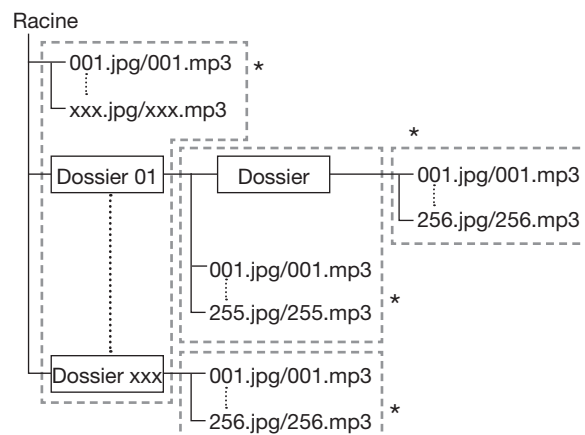 Racine
001.jpg/001.mp3
*
xxx.jpg/xxx.mp3
*
Dossier 01
Dossier
001.jpg/001.mp3
256.jpg/256.mp3
001.jpg/001.mp3
255.jpg/255.mp3
*
Dossier xxx
001.jpg/001.mp3
256.jpg/256.mp3
*